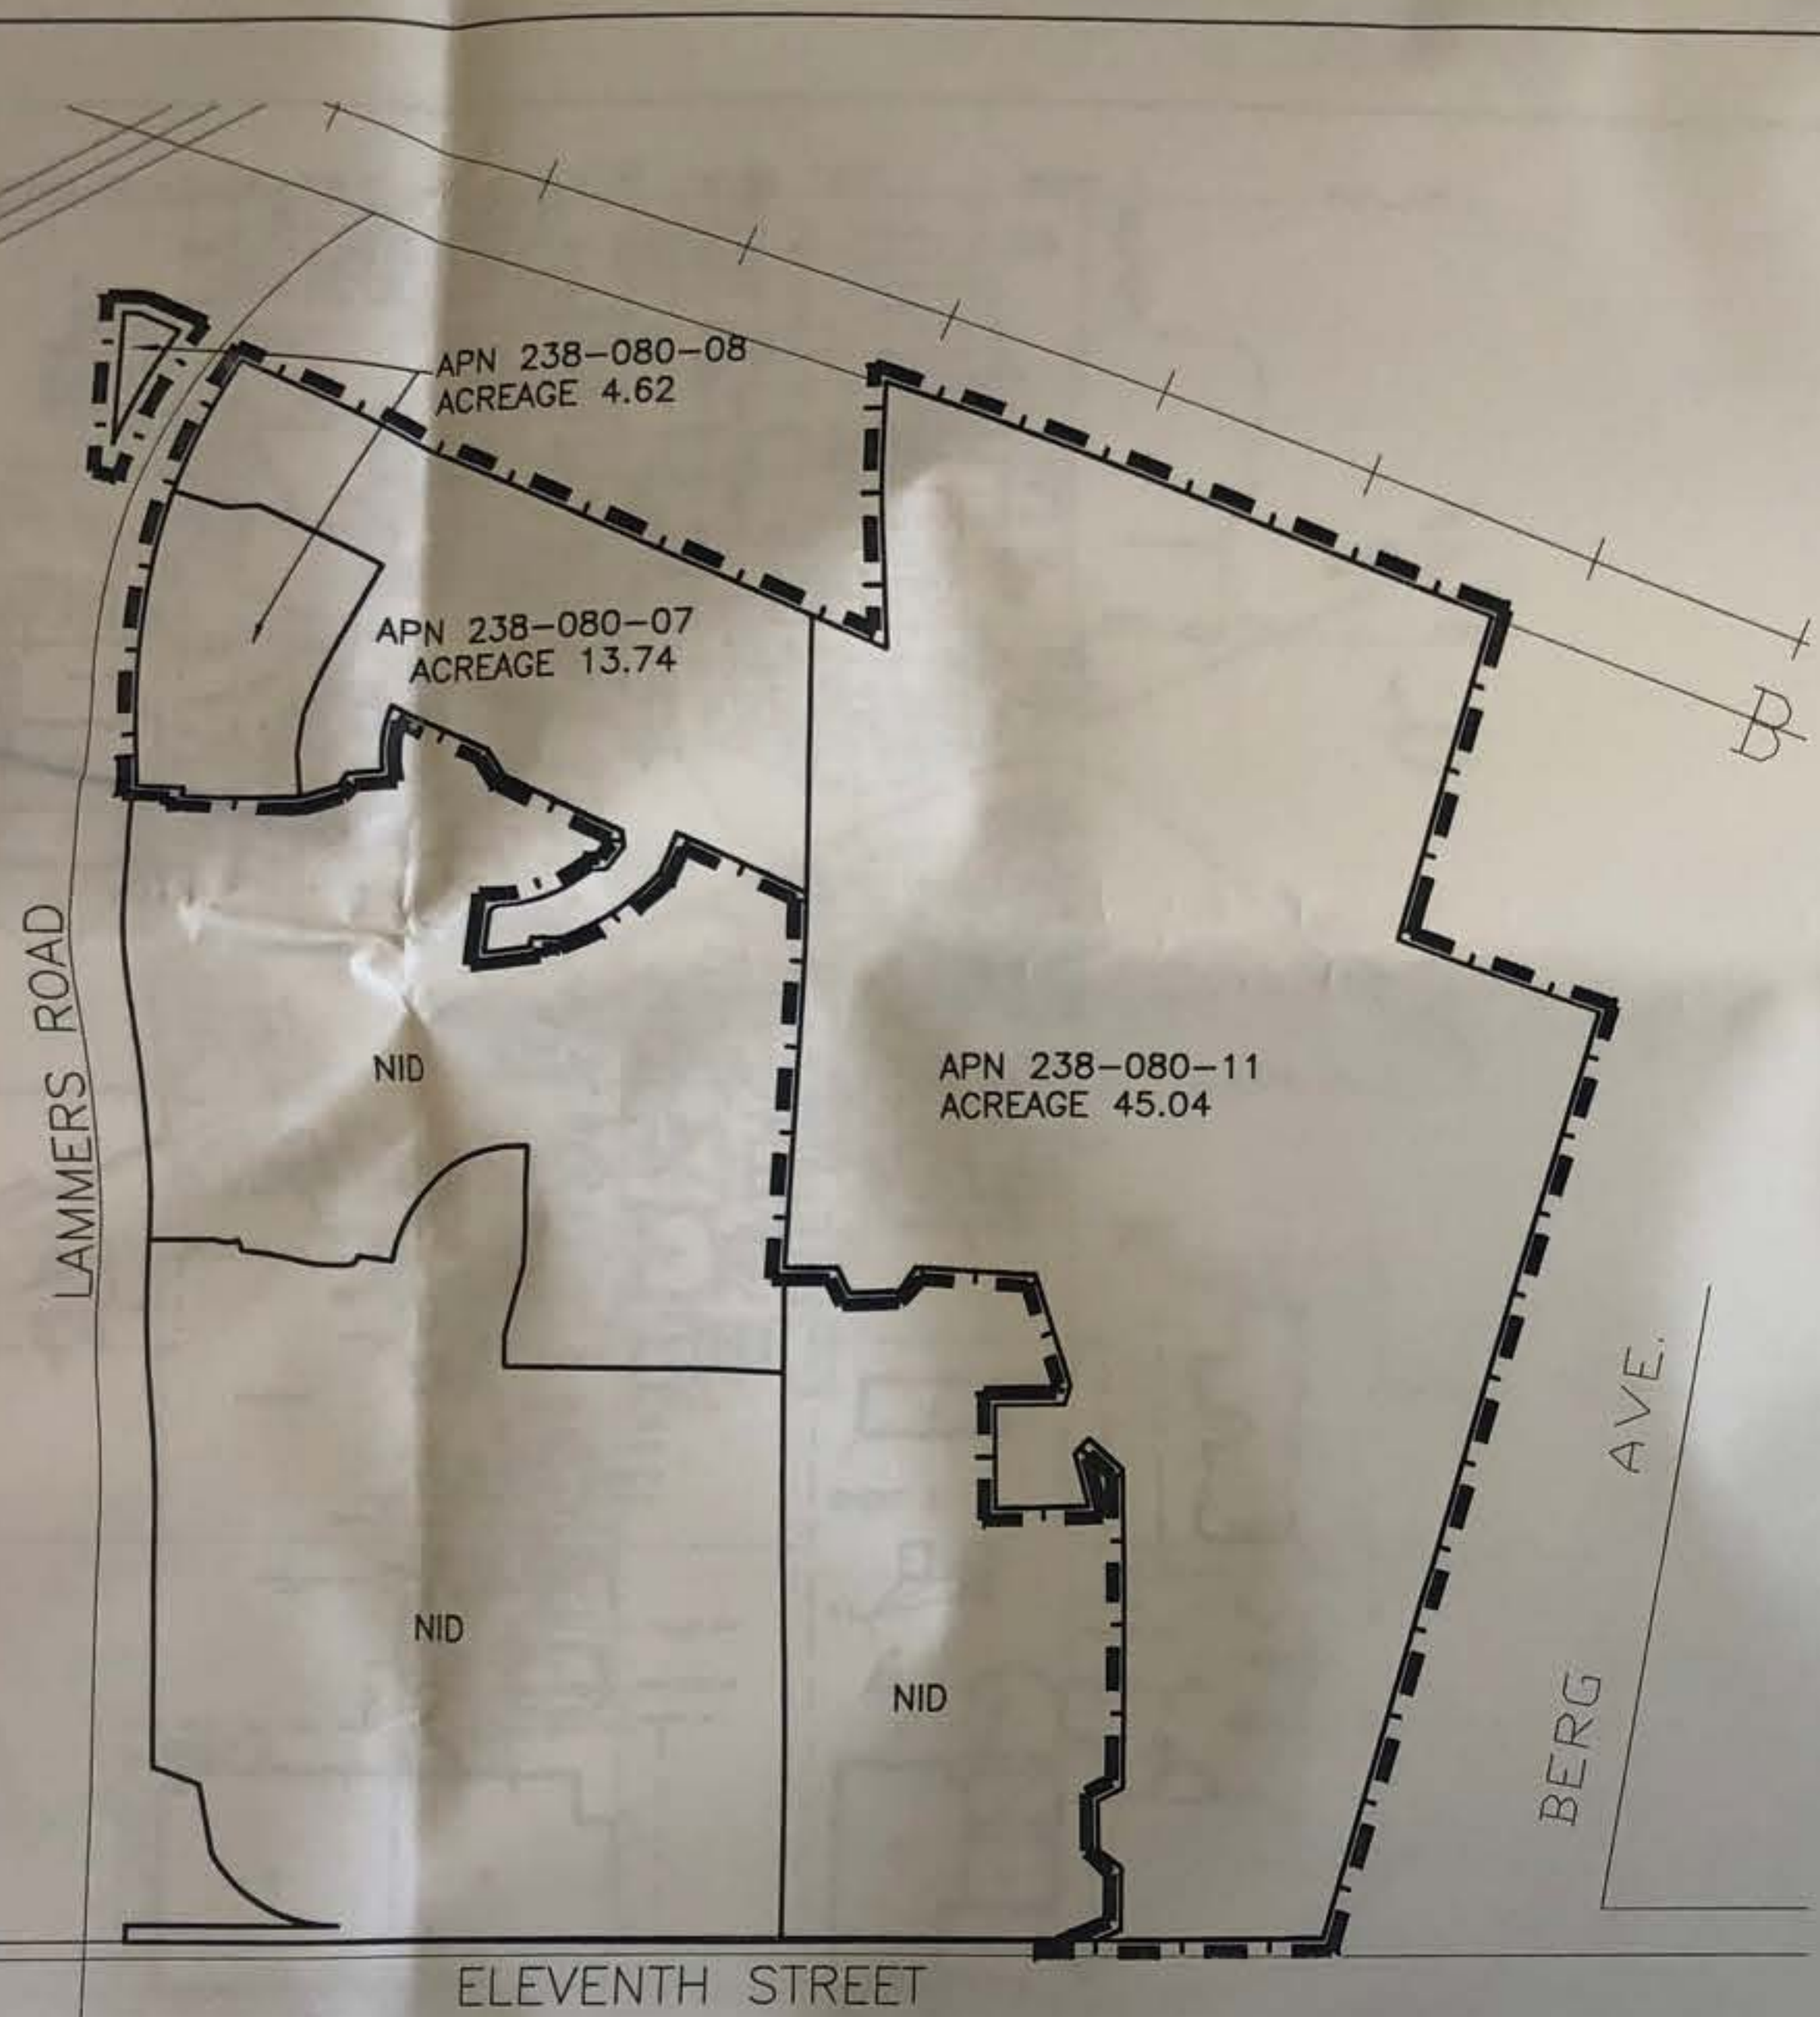 APN 238-080-08
ACREAGE 4.62
APN 238-080-07
ACREAGE 13.74
B
LAMMERS ROAD
NID
APN 238-080-11
ACREAGE 45.04
BERG AVE.
NID
NID
ELEVENTH STREET